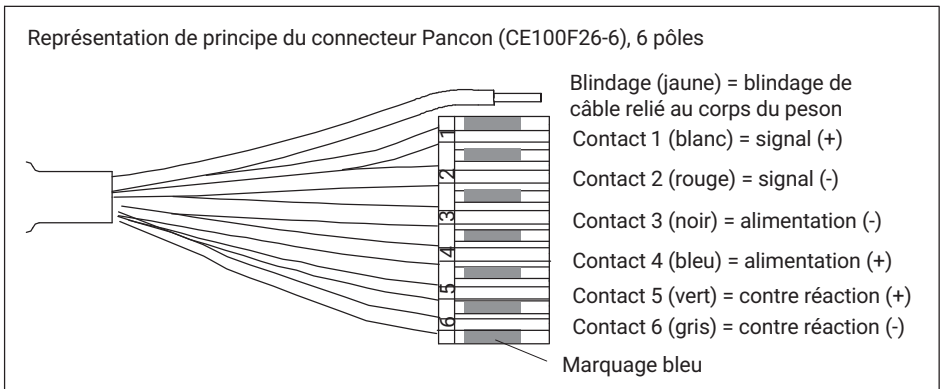 Représentation de principe du connecteur Pancon (CE100F26-6), 6 pôles
Blindage (jaune) = blindage de
câble relié au corps du peson
1
Contact 1 (blanc) = signal (+)
2
Contact 2 (rouge) = signal (-)
3
Contact 3 (noir) = alimentation (-)
4
Contact 4 (bleu) = alimentation (+)
5
Contact 5 (vert) = contre réaction (+)
6
Contact 6 (gris) = contre réaction (-)
Marquage bleu